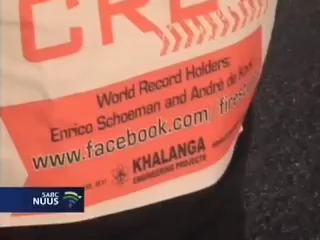 CRE
World Record Holders:
Enrico Schoeman and André de Kock
www.facebook.com/
KHALANGA
ENGINEERING PROJECTS
SABC
NUUS